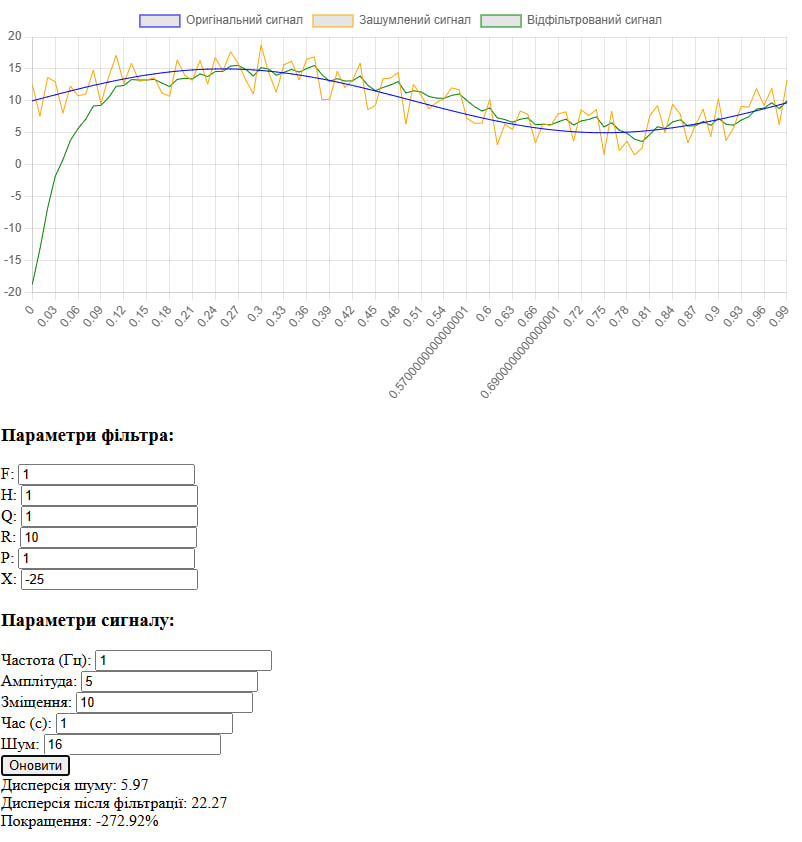 Оригінальний сигнал Зашумлений сигнал Відфільтрований сигнал
20
15
10
5
0
-5
-10
-15
-20
0 0.03 0.06 0.09 0.12 0.15 0.18 0.21 0.24 0.27 0.3 0.33 0.36 0.39 0.42 0.45 0.48 0.51 0.54 0.5700000000000001 0.6 0.63 0.66 0.6900000000000001 0.72 0.75 0.78 0.81 0.84 0.87 0.9 0.93 0.96 0.99
Параметри фільтра:
F: 1
H: 1
Q: 1
R: 10
P: 1
X: -25
Параметри сигналу:
Частота (Гц): 1
Амплітуда: 5
Зміщення: 10
Час (с): 1
Шум: 16
Оновити
Дисперсія шуму: 5.97
Дисперсія після фільтрації: 22.27
Покращення: -272.92%